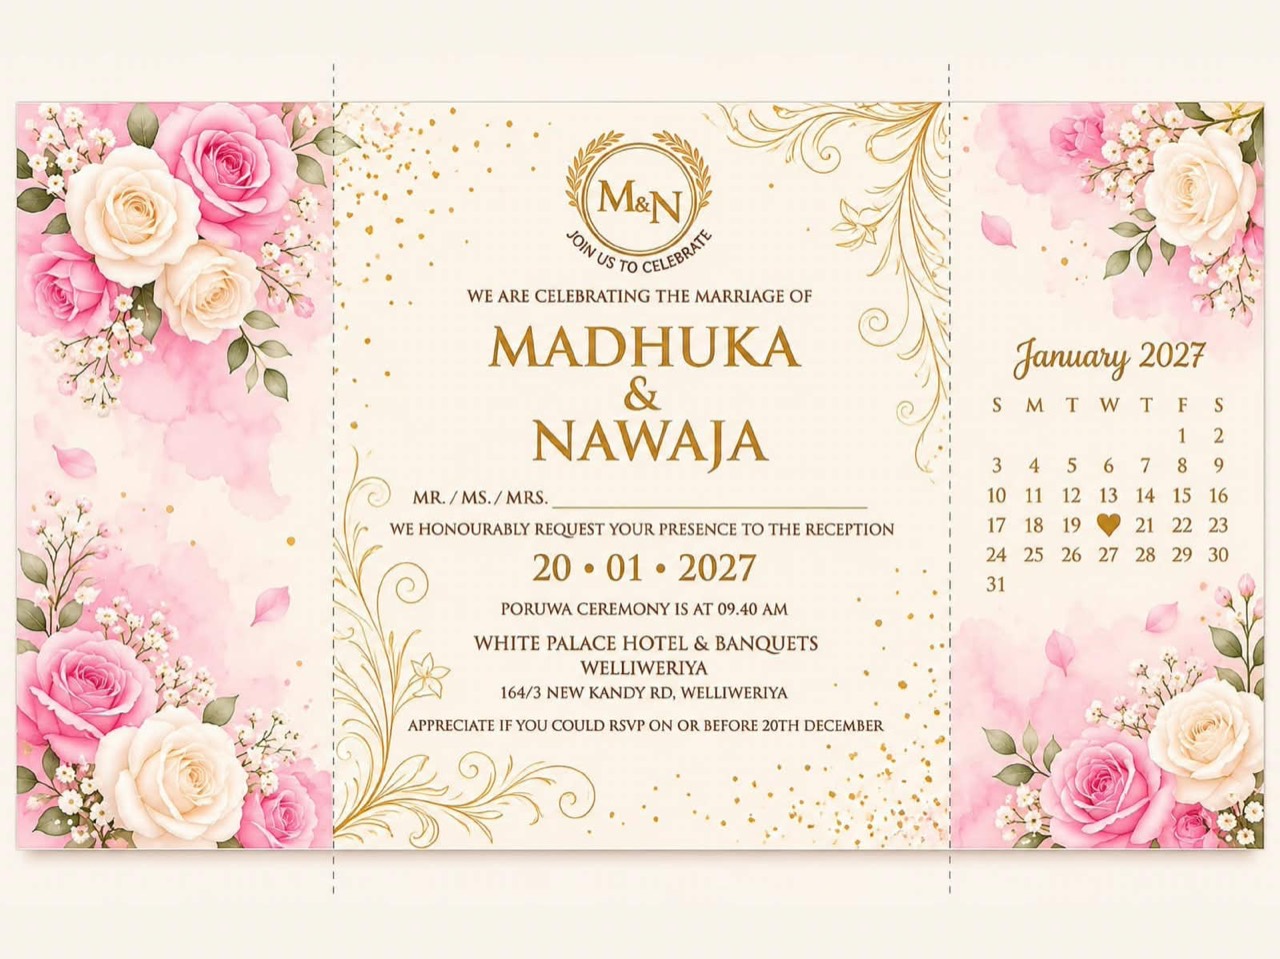 M&N
JOIN US TO CELEBRATE
WE ARE CELEBRATING THE MARRIAGE OF
MADHUKA
&
NAWAJA
MR. / MS. / MRS.
WE HONOURABLY REQUEST YOUR PRESENCE TO THE RECEPTION
20 • 01 • 2027
PORUWA CEREMONY IS AT 09.40 AM
WHITE PALACE HOTEL & BANQUETS
WELLIWERIYA
164/3 NEW KANDY RD, WELLIWERIYA
APPRECIATE IF YOU COULD RSVP ON OR BEFORE 20TH DECEMBER
January 2027
S M T W T F S
1 2
3 4 5 6 7 8 9
10 11 12 13 14 15 16
17 18 19 21 22 23
24 25 26 27 28 29 30
31